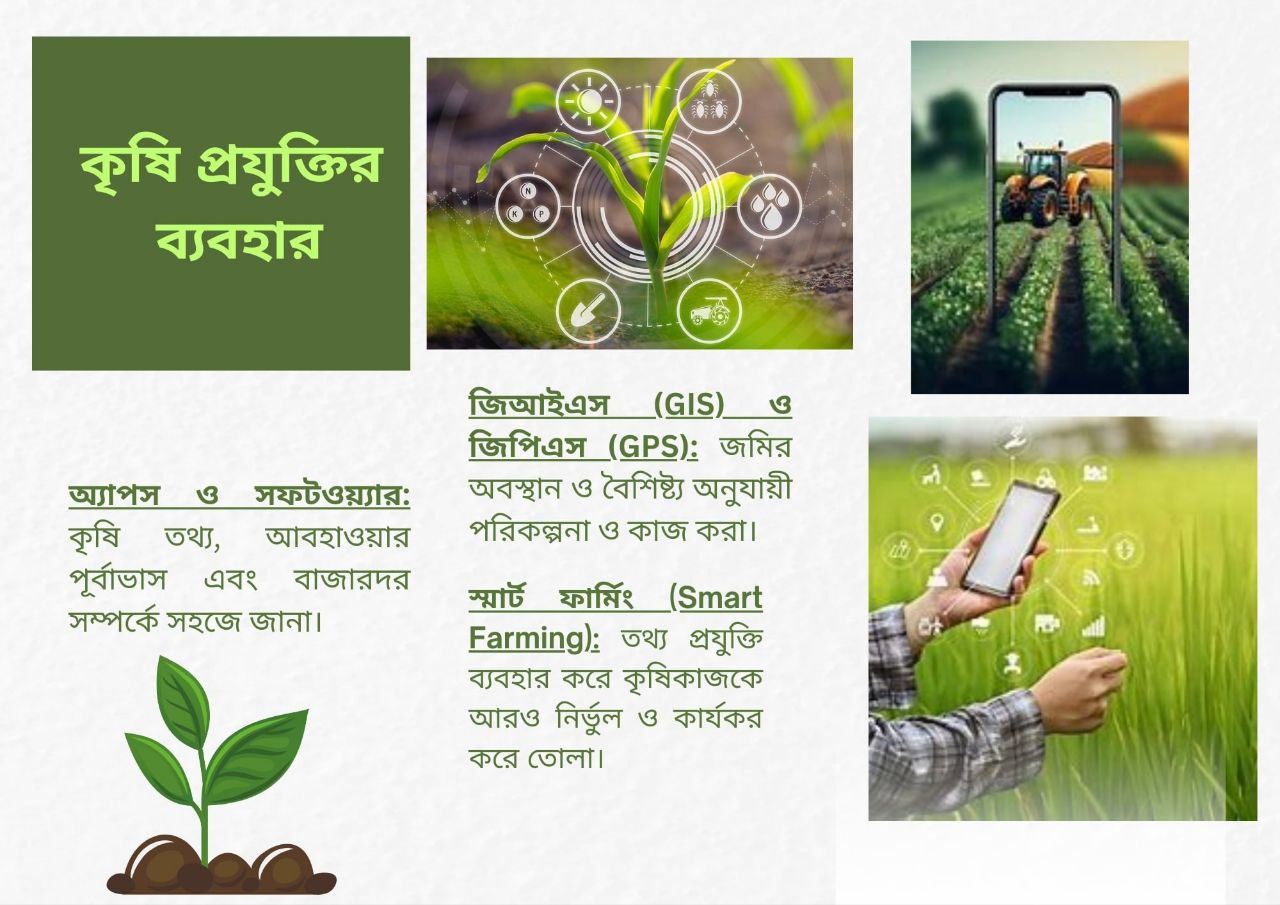 কৃষি প্রযুক্তির
ব্যবহার
N
K
P
অ্যাপস ও সফটওয়্যার:
কৃষি তথ্য, আবহাওয়ার
পূর্বাভাস এবং বাজারদর
সম্পর্কে সহজে জানা।
জিআইএস (GIS) ও
জিপিএস (GPS): জমির
অবস্থান ও বৈশিষ্ট্য অনুযায়ী
পরিকল্পনা ও কাজ করা।
স্মার্ট ফার্মিং (Smart
Farming): তথ্য প্রযুক্তি
ব্যবহার করে কৃষিকাজকে
আরও নির্ভুল ও কার্যকর
করে তোলা।